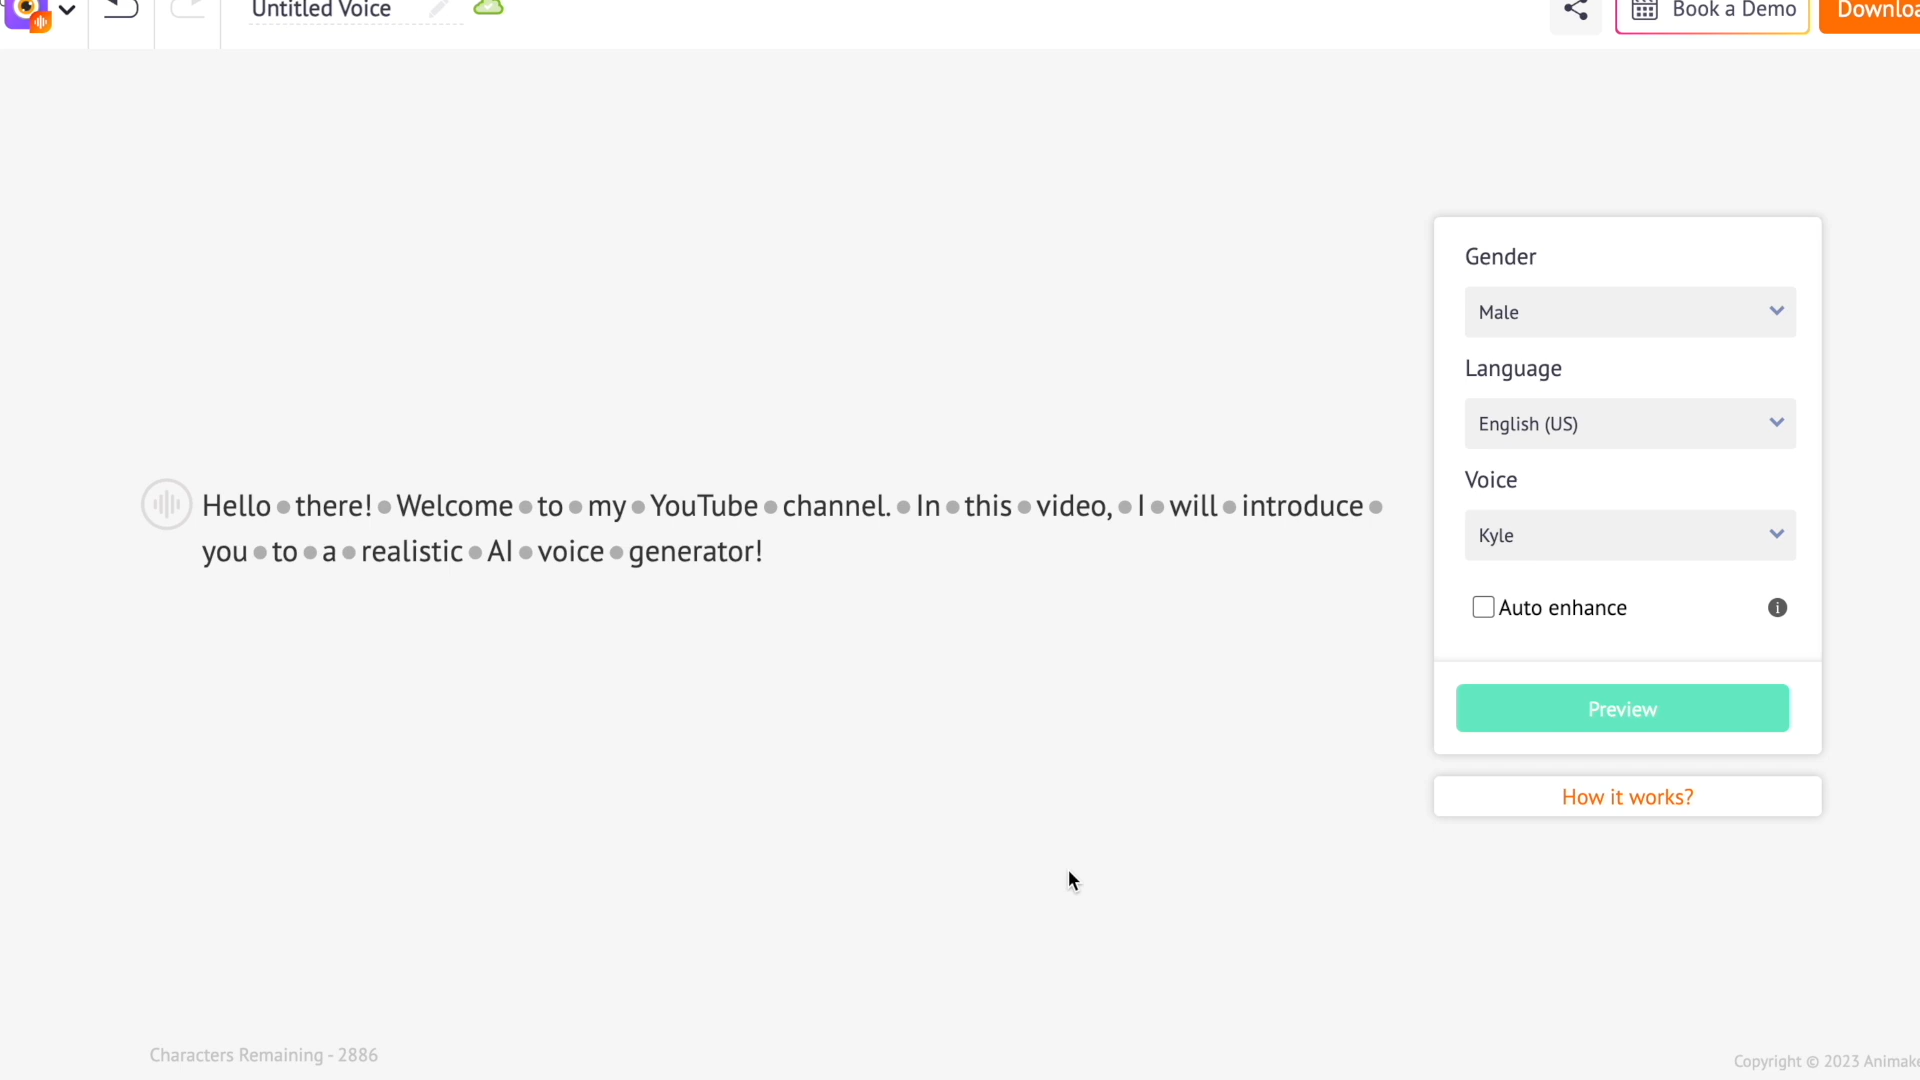 Untitled Voice
Book a Demo
Gender
Male
Language
English (US)
Voice
Kyle
Hello there! Welcome to my YouTube channel. In this video, I will introduce
you to a realistic AI voice generator!
Auto enhance
Preview
How it works?
Characters Remaining - 2886
Copyright © 2023